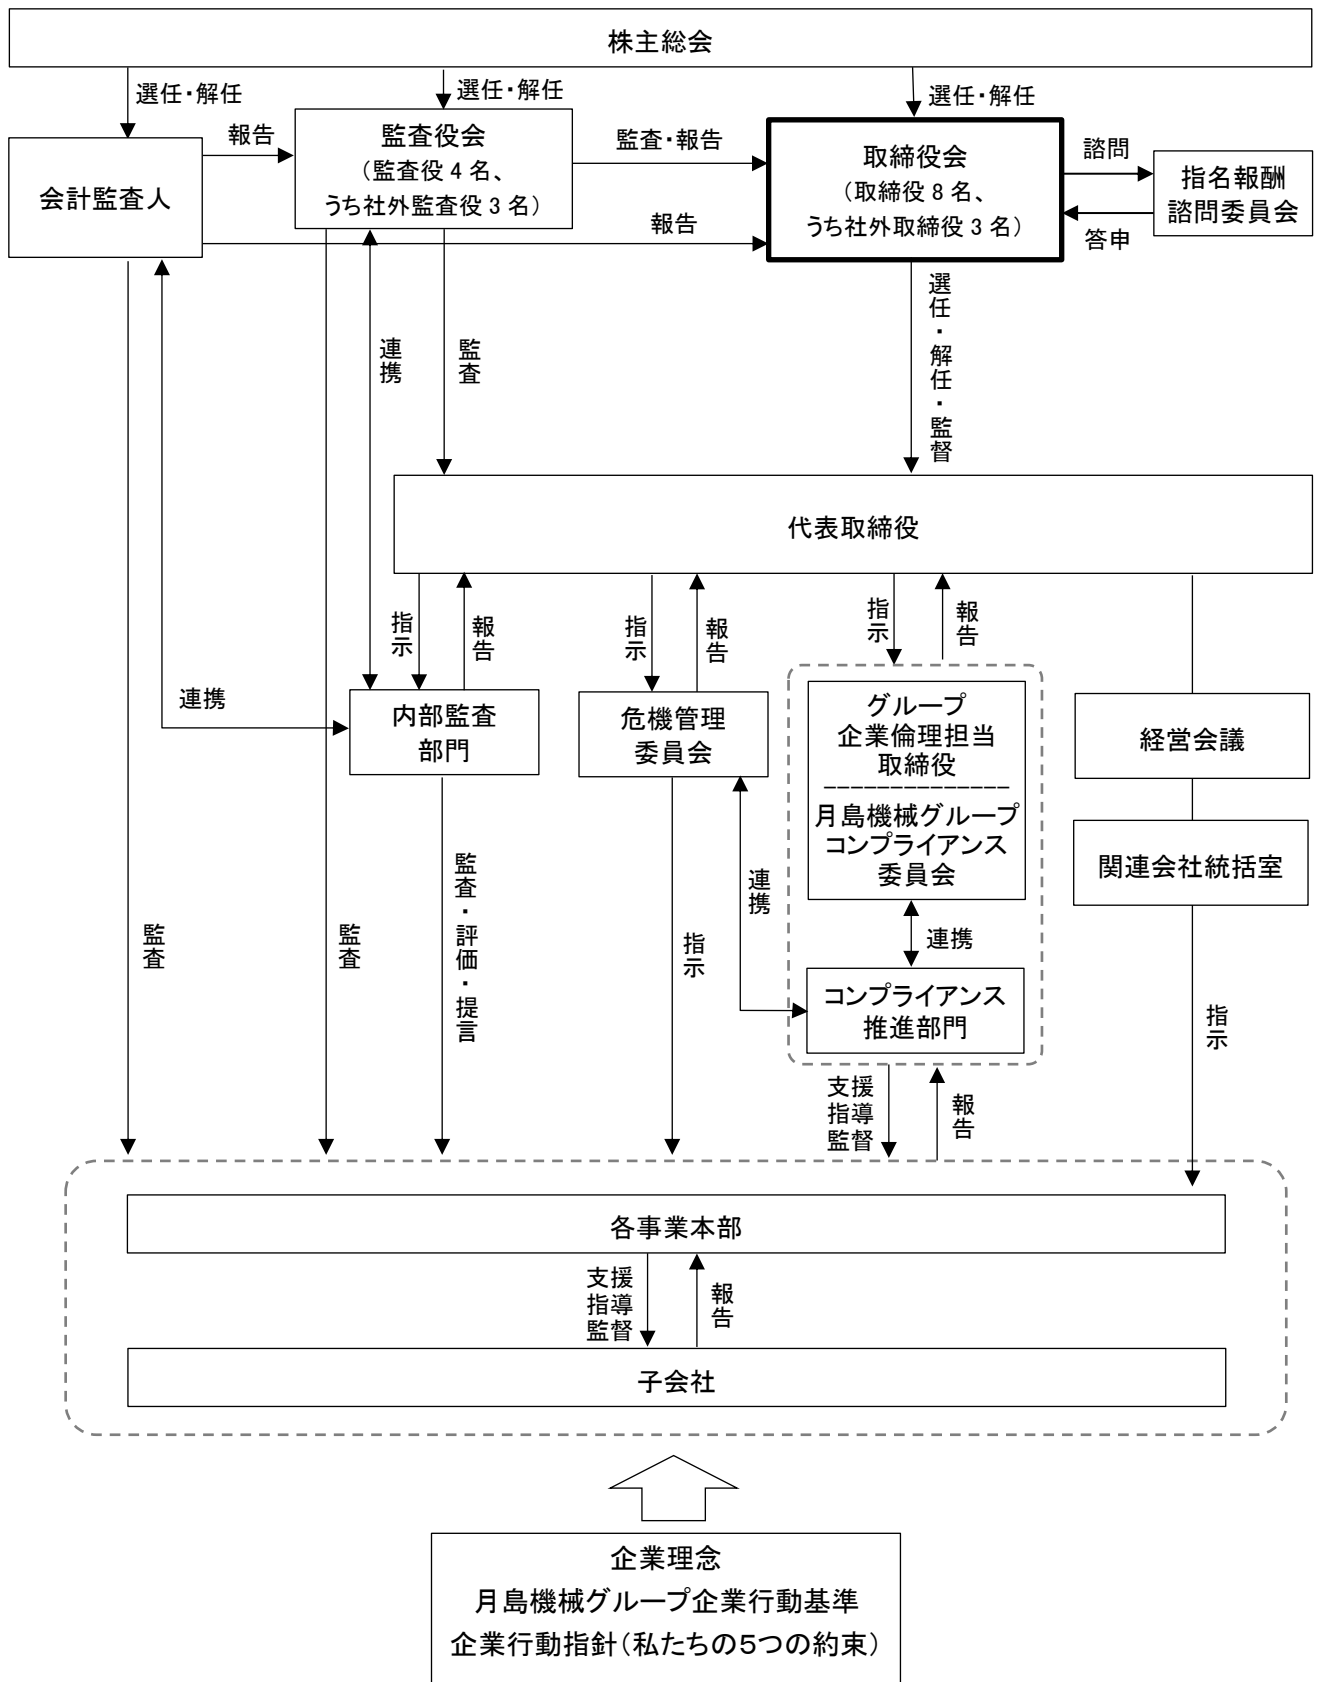 株主総会
選任・解任
選任・解任
選任・解任
会計監査人
報告
監査役会
（監査役 4 名、
うち社外監査役 3 名）
監査・報告
報告
取締役会
（取締役 8 名、
うち社外取締役 3 名）
諮問
答申
指名報酬
諮問委員会
連携
監査
選任・解任・監督
代表取締役
指示
報告
指示
報告
指示
報告
連携
内部監査
部門
危機管理
委員会
グループ
企業倫理担当
取締役
月島機械グループ
コンプライアンス
委員会
経営会議
関連会社統括室
連携
連携
コンプライアンス
推進部門
監査
監査
監査・評価・提言
指示
指示
支援
指導
監督
報告
各事業本部
支援
指導
監督
報告
子会社
企業理念
月島機械グループ企業行動基準
企業行動指針（私たちの５つの約束）